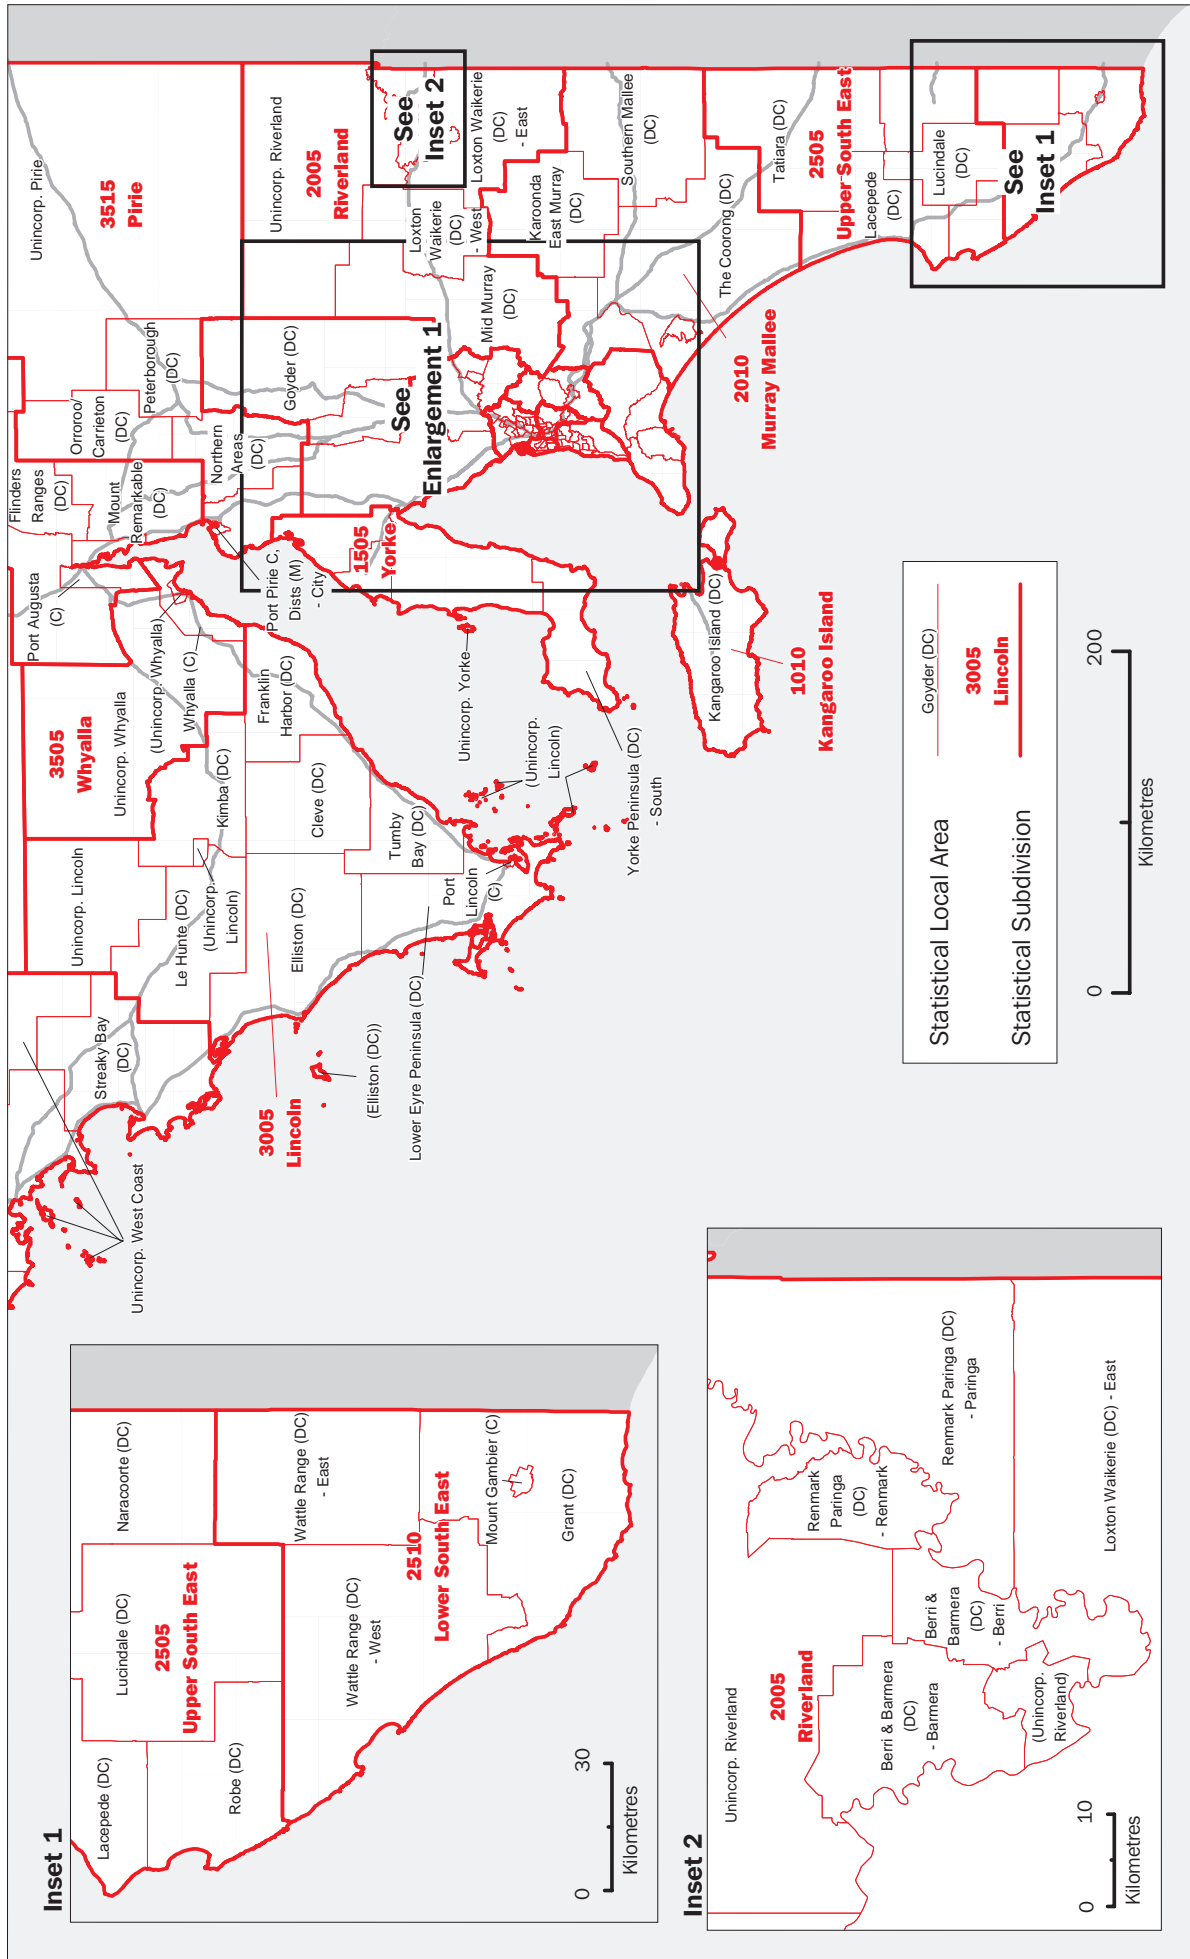 Unincorp. West Coast
Streaky Bay
(DC)
Unincorp. Lincoln
Le Hunte (DC)
(Unincorp.
Lincoln)
3005
Lincoln
Elliston (DC)
(Elliston (DC))
Lower Eyre Peninsula (DC)
3505
Whyalla
Unincorp. Whyalla
(Unincorp. Whyalla)
Whyalla (C)
Kimba (DC)
Cleve (DC)
Franklin
Harbor (DC)
Tumby
Bay (DC)
Port
Lincoln
(C)
Port Augusta
(C)
Flinders
Ranges
(DC)
Mount
Remarkable
(DC)
Ororoo/
Carrieton
(DC)
Peterborough
(DC)
Northern
Areas
(DC)
Port Pirie C,
Dists (M)
- City
Unincorp. Pirie
3515
Pirie
Goyder (DC)
Unincorp. Riverland
2005
Riverland
See
Inset 2
See
Enlargement 1
1505
Yorke
Unincorp. Yorke
(Unincorp.
Lincoln)
Yorke Peninsula (DC)
- South
Loxton
Waikerie
(DC)
- West
Loxton Waikerie
(DC)
- East
Mid Murray
(DC)
Karoonda
East Murray
(DC)
Southern Mallee
(DC)
The Coorong (DC)
Tatiara (DC)
2010
Murray Mallee
2505
Upper South East
Lacepede
(DC)
Lucindale
(DC)
See
Inset 1
Kangaroo Island (DC)
1010
Kangaroo Island
Statistical Local Area
Goyder (DC)
Statistical Subdivision
3005
Lincoln
0
200
Kilometres
Inset 1
Lacepede (DC)
Lucindale (DC)
Naracoorte (DC)
2505
Upper South East
Robe (DC)
Wattle Range (DC)
- East
Wattle Range (DC)
- West
2510
Lower South East
Mount Gambier (C)
Grant (DC)
0
30
Kilometres
Inset 2
Unincorp. Riverland
2005
Riverland
Renmark
Paringa
(DC)
- Renmark
Renmark Paringa (DC)
- Paringa
Berri & Barmera
(DC)
- Barmera
Berri &
Barmera
(DC)
- Berri
(Unincorp.
Riverland)
Loxton Waikerie (DC) - East
0
10
Kilometres